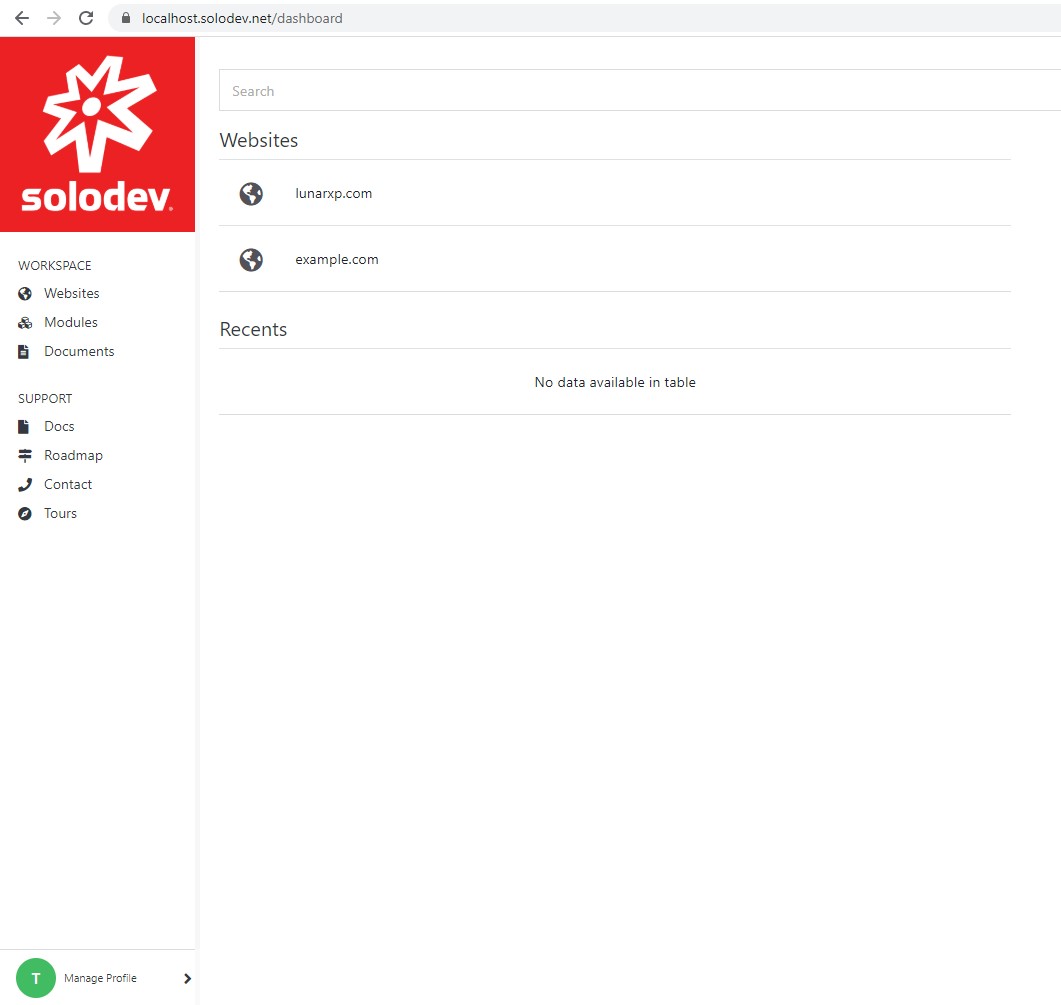 localhost.solodev.net/dashboard
solodev®
WORKSPACE
Websites
Modules
Documents
SUPPORT
Docs
Roadmap
Contact
Tours
T Manage Profile
Search
Websites
lunarxp.com
example.com
Recents
No data available in table